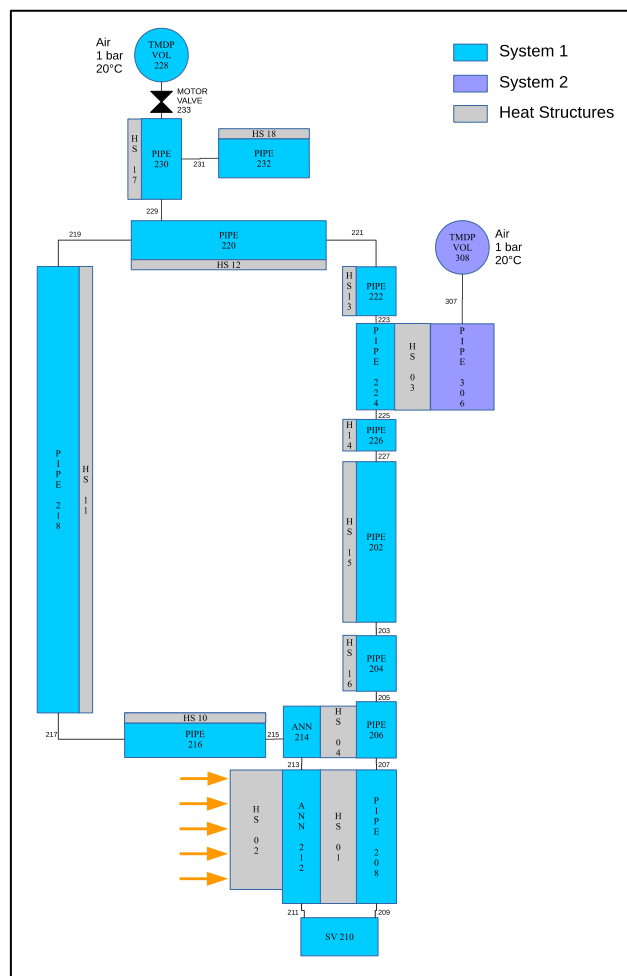 Air
1 bar
20°C
TMDP
VOL
228
MOTOR
VALVE
233
System 1
System 2
Heat Structures
HS 17
PIPE
230
231
HS 18
PIPE
232
229
219
PIPE
220
HS 12
221
TMDP
VOL
308
Air
1 bar
20°C
HS13
PIPE
222
307
223
PIPE 224
HS 03
PIPE 306
225
H14
PIPE
226
227
PIPE 218
HS 11
HS 15
PIPE
202
203
HS 16
PIPE
204
205
HS 10
PIPE
216
217
215
ANN
214
HS 04
PIPE
206
213
207
HS 02
ANN 212
HS 01
PIPE 208
211
209
SV 210